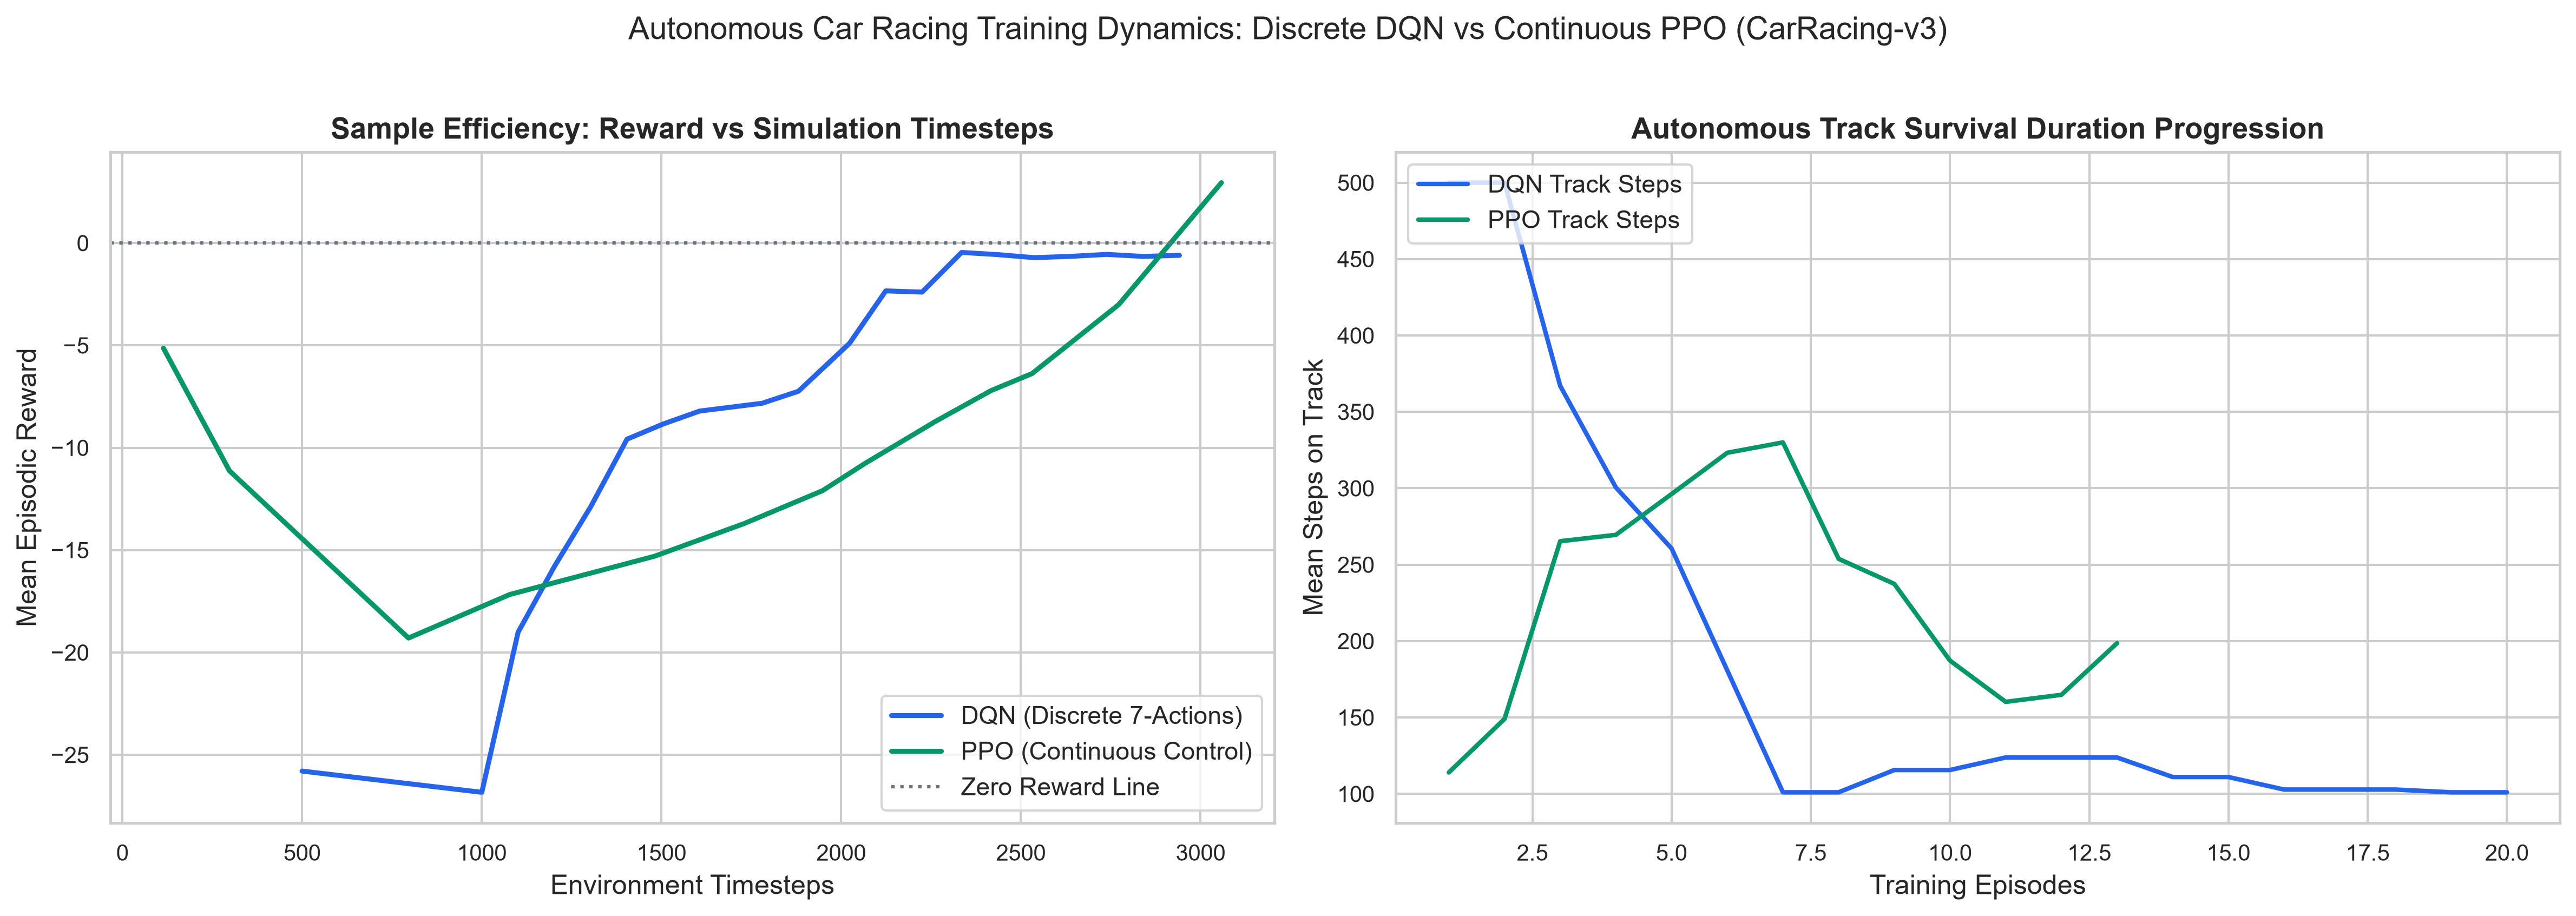 Autonomous Car Racing Training Dynamics: Discrete DQN vs Continuous PPO (CarRacing-v3)
Sample Efficiency: Reward vs Simulation Timesteps
Mean Episodic Reward
0
−5
−10
−15
−20
−25
0 500 1000 1500 2000 2500 3000
Environment Timesteps
DQN (Discrete 7-Actions)
PPO (Continuous Control)
Zero Reward Line
Autonomous Track Survival Duration Progression
Mean Steps on Track
500
450
400
350
300
250
200
150
100
2.5 5.0 7.5 10.0 12.5 15.0 17.5 20.0
Training Episodes
DQN Track Steps
PPO Track Steps